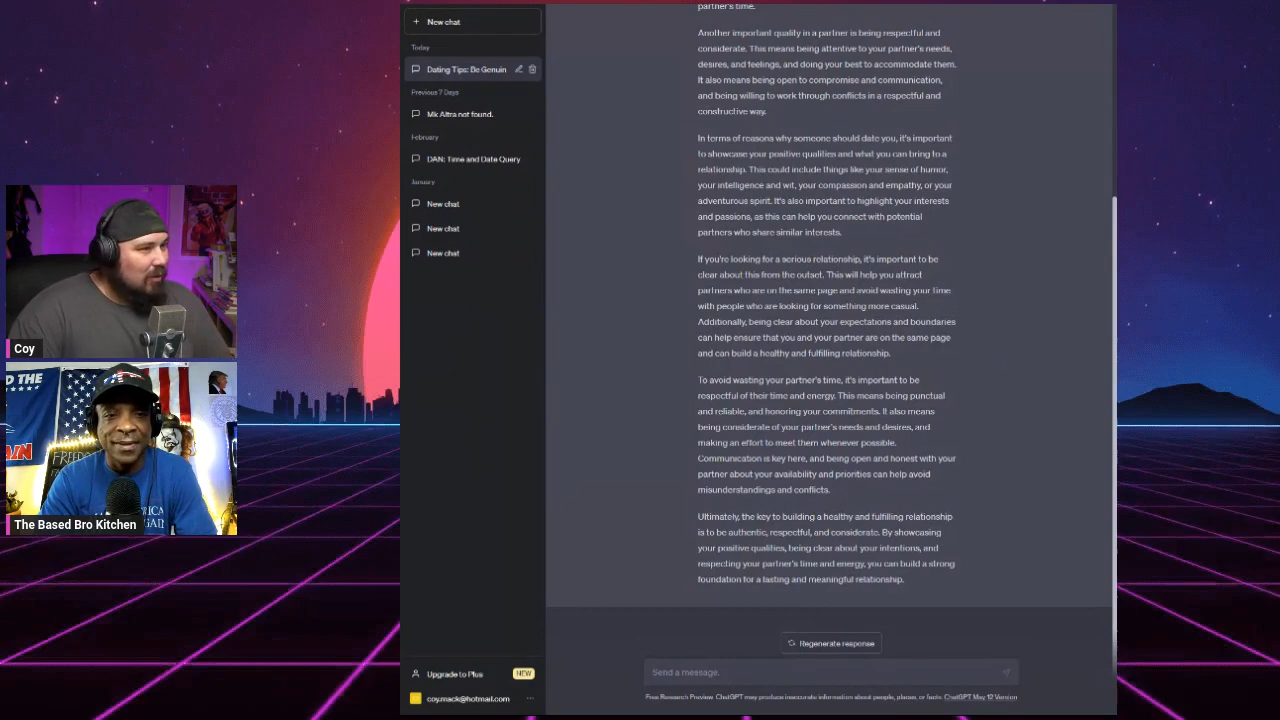 New chat
Today
Dating Tips: Be Genuin
Previous 7 Days
Mk Altra not found.
February
DAN: Time and Date Query
January
New chat
New chat
New chat
Upgrade to Plus
NEW
coy.mack@hotmail.com
partner's time.
Another important quality in a partner is being respectful and
considerate. This means being attentive to your partner's needs,
desires, and feelings, and doing your best to accommodate them.
It also means being open to compromise and communication,
and being willing to work through conflicts in a respectful and
constructive way.
In terms of reasons why someone should date you, it's important
to showcase your positive qualities and what you can bring to a
relationship. This could include things like your sense of humor,
your intelligence and wit, your compassion and empathy, or your
adventurous spirit. It's also important to highlight your interests
and passions, as this can help you connect with potential
partners who share similar interests.
If you're looking for a serious relationship, it's important to be
clear about this from the outset. This will help you attract
partners who are on the same page and avoid wasting your time
with people who are looking for something more casual.
Additionally, being clear about your expectations and boundaries
can help ensure that you and your partner are on the same page
and can build a healthy and fulfilling relationship.
To avoid wasting your partner's time, it's important to be
respectful of their time and energy. This means being punctual
and reliable, and honoring your commitments. It also means
being considerate of your partner's needs and desires, and
making an effort to meet them whenever possible.
Communication is key here, and being open and honest with your
partner about your availability and priorities can help avoid
misunderstandings and conflicts.
Ultimately, the key to building a healthy and fulfilling relationship
is to be authentic, respectful, and considerate. By showcasing
your positive qualities, being clear about your intentions, and
respecting your partner's time and energy, you can build a strong
foundation for a lasting and meaningful relationship.
Regenerate response
Send a message.
Free Research Preview. ChatGPT may produce inaccurate information about people, places, or facts. ChatGPT May 12 Version
Coy
The Based Bro Kitchen